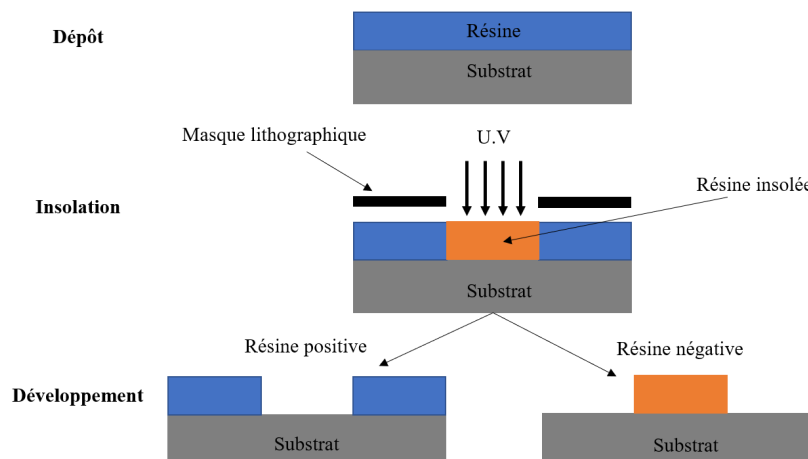 Dépôt
Résine
Substrat
Masque lithographique
U.V
Résine insolée
Insolation
Substrat
Résine positive
Résine négative
Développement
Substrat
Substrat